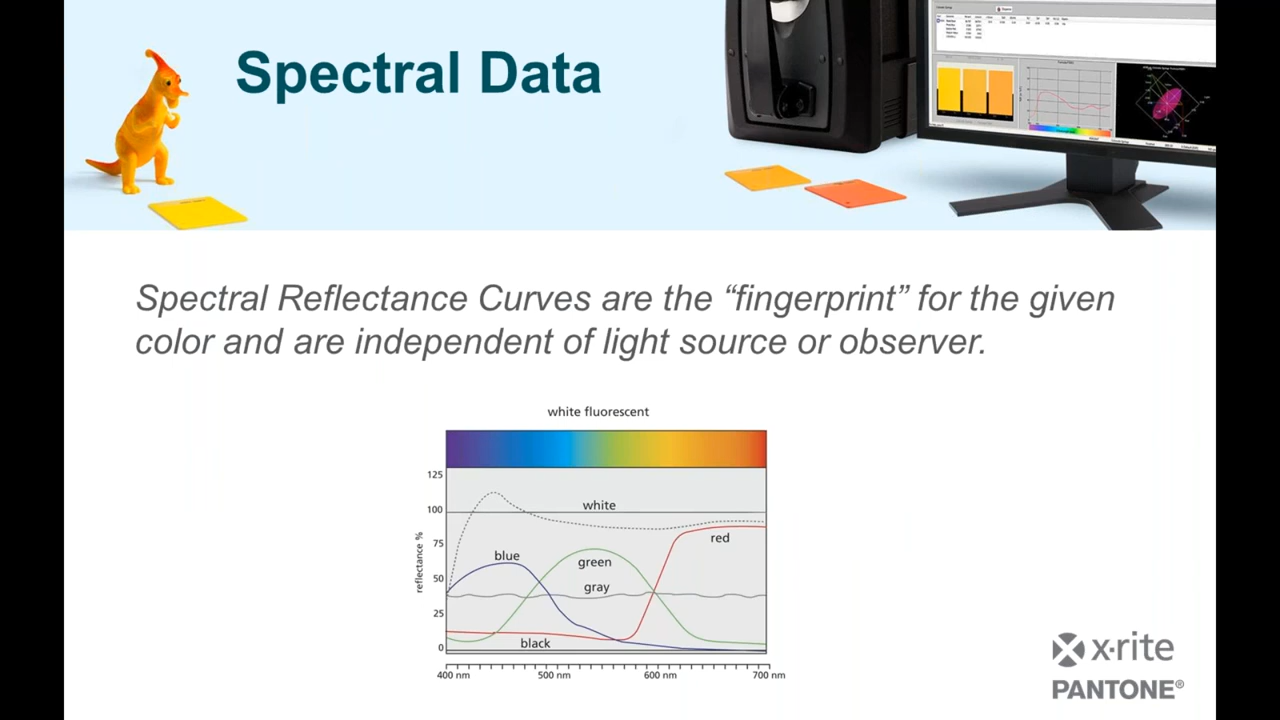 Spectral Data
Spectral Reflectance Curves are the “fingerprint” for the given
color and are independent of light source or observer.
white fluorescent
125
100
75
50
25
0
reflectance %
white
red
blue
green
gray
black
400 nm
500 nm
600 nm
700 nm
x·rite
PANTONE®